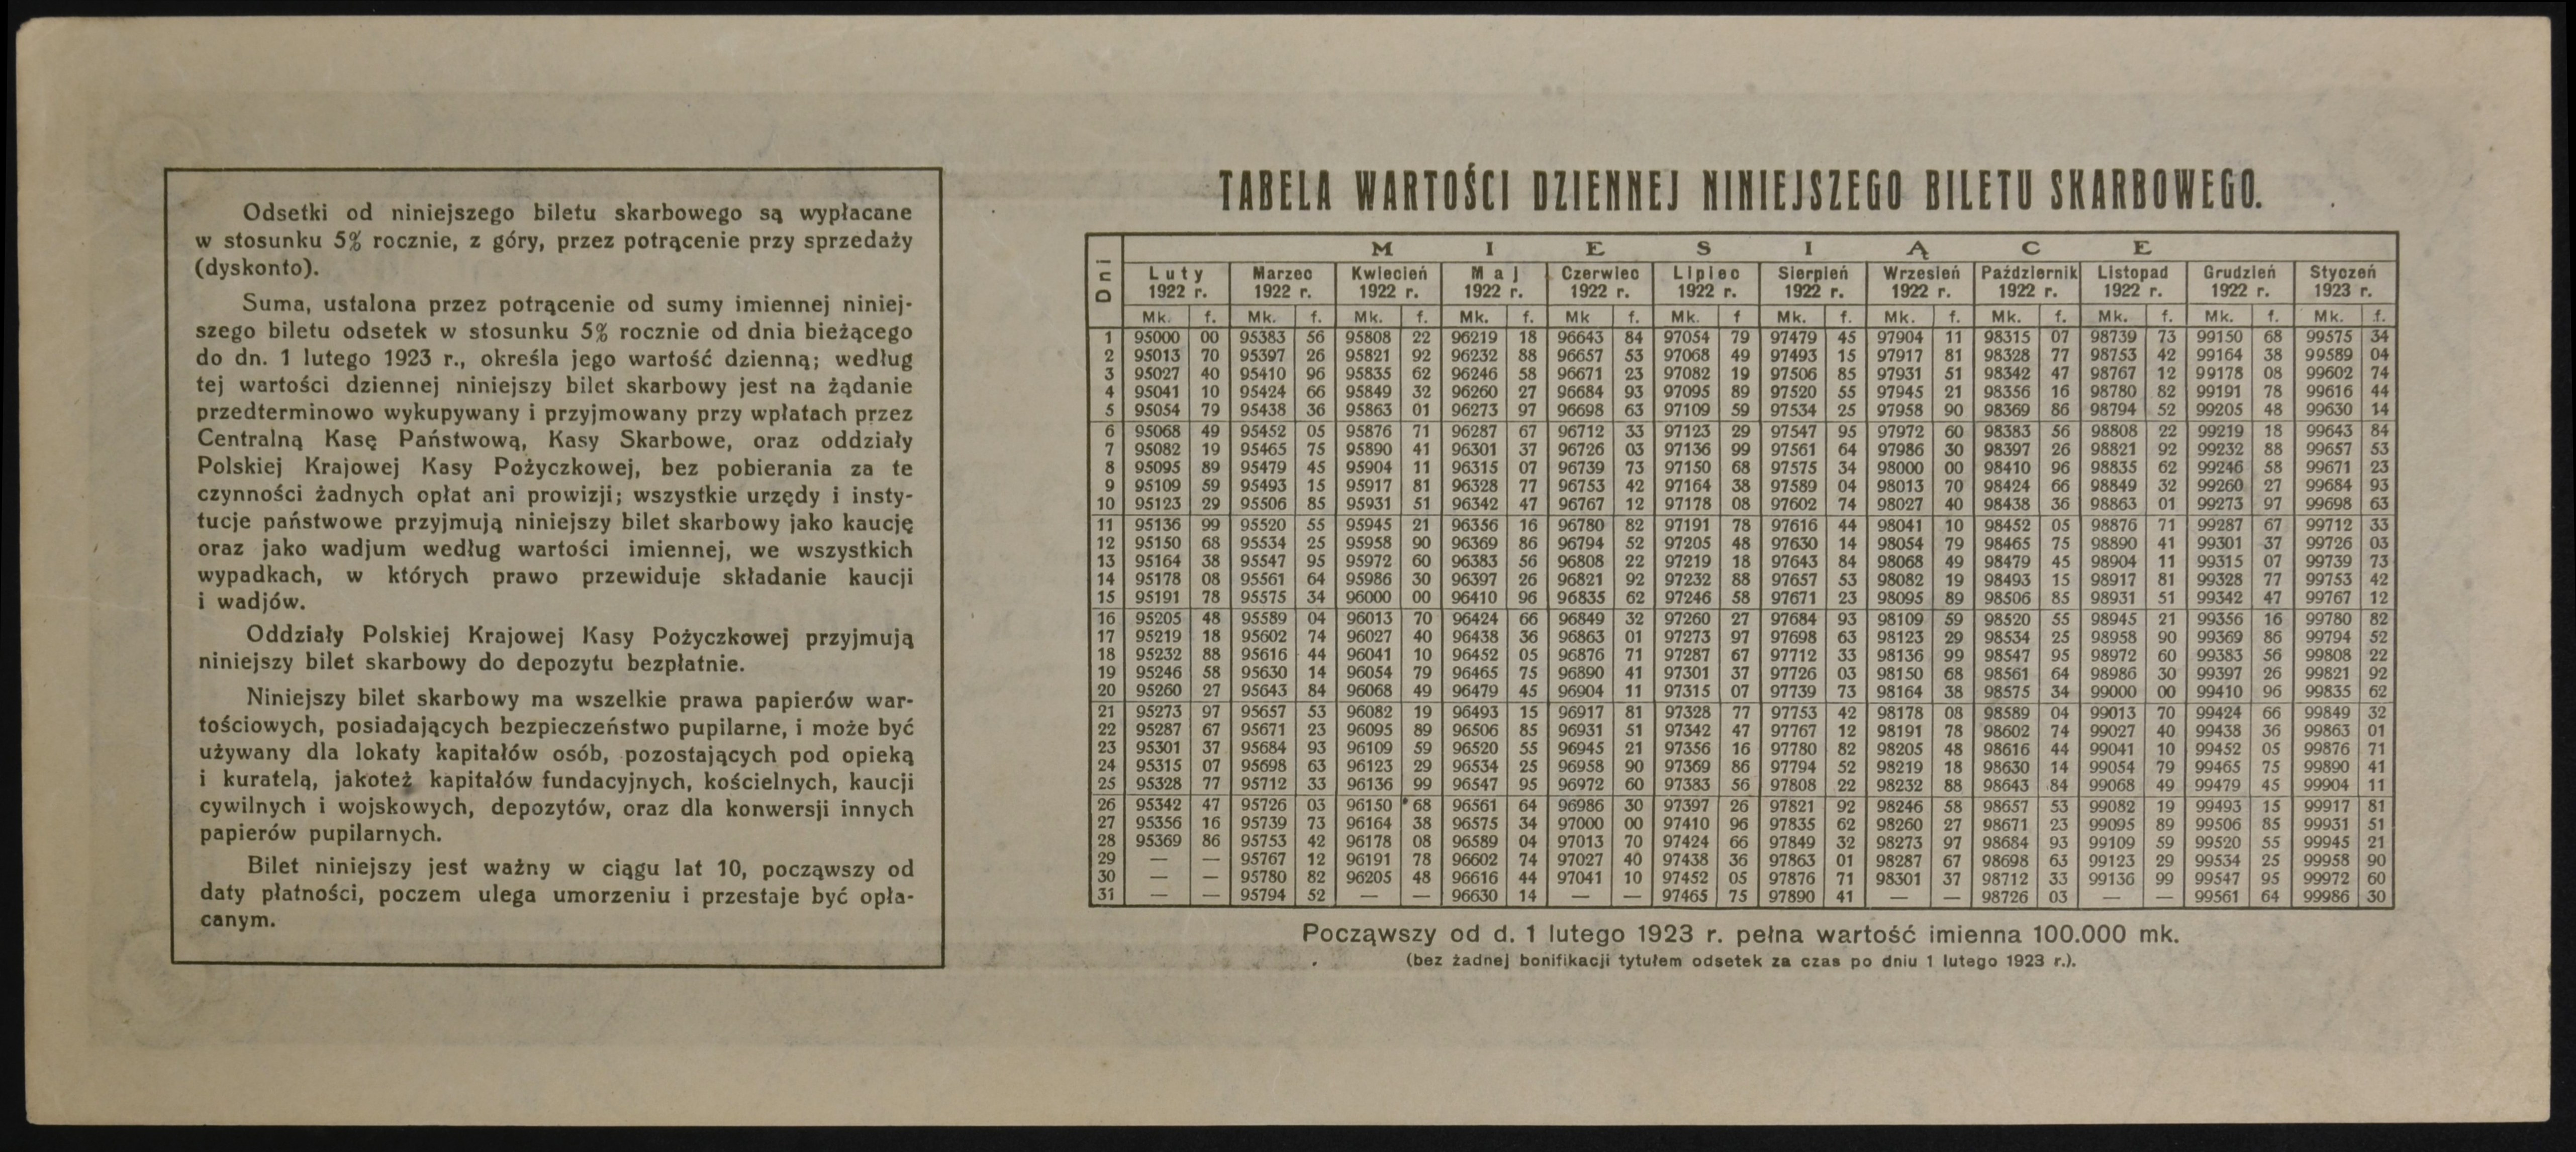 Odsetki od niniejszego biletu skarbowego są wypłacane
w stosunku 5% rocznie, z góry, przez potrącenie przy sprzedaży
(dyskonto).
Suma, ustalona przez potrącenie od sumy imiennej niniej-
szego biletu odsetek w stosunku 5% rocznie od dnia bieżącego
do dn. 1 lutego 1923 r., określa jego wartość dzienną; według
tej wartości dziennej niniejszy bilet skarbowy jest na żądanie
przedterminowo wykupywany i przyjmowany przy wpłatach przez
Centralną Kasę Państwową, Kasy Skarbowe, oraz oddziały
Polskiej Krajowej Kasy Pożyczkowej, bez pobierania za te
czynności żadnych opłat ani prowizji; wszystkie urzędy i insty-
tucje państwowe przyjmują niniejszy bilet skarbowy jako kaucję
oraz jako wadjum według wartości imiennej, we wszystkich
wypadkach, w których prawo przewiduje składanie kaucji
i wadjów.
Oddziały Polskiej Krajowej Kasy Pożyczkowej przyjmują
niniejszy bilet skarbowy do depozytu bezpłatnie.
Niniejszy bilet skarbowy ma wszelkie prawa papierów war-
tościowych, posiadających bezpieczeństwo pupilarne, i może być
używany dla lokaty kapitałów osób, pozostających pod opieką
i kuratelą, jakoteż kapitałów fundacyjnych, kościelnych, kaucji
cywilnych i wojskowych, depozytów, oraz dla konwersji innych
papierów pupilarnych.
Bilet niniejszy jest ważny w ciągu lat 10, począwszy od
daty płatności, poczem ulega umorzeniu i przestaje być opła-
canym.
TABELA WARTOŚCI DZIENNEJ NINIEJSZEGO BILETU SKARBOWEGO.
Dni
MIESIĄCE
Luty Marzec Kwiecień Maj Czerwiec Lipiec Sierpień Wrzesień Październik Listopad Grudzień Styczeń
1922 r. 1922 r. 1922 r. 1922 r. 1922 r. 1922 r. 1922 r. 1922 r. 1922 r. 1922 r. 1922 r. 1923 r.
Mk. f. Mk. f. Mk. f. Mk. f. Mk f. Mk. f Mk. f. Mk. f. Mk. f. Mk. f. Mk. f. Mk. f.
1 95000 00 95383 56 95808 22 96219 18 96643 84 97054 79 97479 45 97904 11 98315 07 98739 73 99150 68 99575 34
2 95013 70 95397 26 95821 92 96232 88 96657 53 97068 49 97493 15 97917 81 98328 77 98753 42 99164 38 99589 04
3 95027 40 95410 96 95835 62 96246 58 96671 23 97082 19 97506 85 97931 51 98342 47 98767 12 99178 08 99602 74
4 95041 10 95424 66 95849 32 96260 27 96684 93 97095 89 97520 55 97945 21 98356 16 98780 82 99191 78 99616 44
5 95054 79 95438 36 95863 01 96273 97 96698 63 97109 59 97534 25 97958 90 98369 86 98794 52 99205 48 99630 14
6 95068 49 95452 05 95876 71 96287 67 96712 33 97123 29 97547 95 97972 60 98383 56 98808 22 99219 18 99643 84
7 95082 19 95465 75 95890 41 96301 37 96726 03 97136 99 97561 64 97986 30 98397 26 98821 92 99232 88 99657 53
8 95095 89 95479 45 95904 11 96315 07 96739 73 97150 68 97575 34 98000 00 98410 96 98835 62 99246 58 99671 23
9 95109 59 95493 15 95917 81 96328 77 96753 42 97164 38 97589 04 98013 70 98424 66 98849 32 99260 27 99684 93
10 95123 29 95506 85 95931 51 96342 47 96767 12 97178 08 97602 74 98027 40 98438 36 98863 01 99273 97 99698 63
11 95136 99 95520 55 95945 21 96356 16 96780 82 97191 78 97616 44 98041 10 98452 05 98876 71 99287 67 99712 33
12 95150 68 95534 25 95958 90 96369 86 96794 52 97205 48 97630 14 98054 79 98465 75 98890 41 99301 37 99726 03
13 95164 38 95547 95 95972 60 96383 56 96808 22 97219 18 97643 84 98068 49 98479 45 98904 11 99315 07 99739 73
14 95178 08 95561 64 95986 30 96397 26 96821 92 97232 88 97657 53 98082 19 98493 15 98917 81 99328 77 99753 42
15 95191 78 95575 34 96000 00 96410 96 96835 62 97246 58 97671 23 98095 89 98506 85 98931 51 99342 47 99767 12
16 95205 48 95589 04 96013 70 96424 66 96849 32 97260 27 97684 93 98109 59 98520 55 98945 21 99356 16 99780 82
17 95219 18 95602 74 96027 40 96438 36 96863 01 97273 97 97698 63 98123 29 98534 25 98958 90 99369 86 99794 52
18 95232 88 95616 44 96041 10 96452 05 96876 71 97287 67 97712 33 98136 99 98547 95 98972 60 99383 56 99808 22
19 95246 58 95630 14 96054 79 96465 75 96890 41 97301 37 97726 03 98150 68 98561 64 98986 30 99397 26 99821 92
20 95260 27 95643 84 96068 49 96479 45 96904 11 97315 07 97739 73 98164 38 98575 34 99000 00 99410 96 99835 62
21 95273 97 95657 53 96082 19 96493 15 96917 81 97328 77 97753 42 98178 08 98589 04 99013 70 99424 66 99849 32
22 95287 67 95671 23 96095 89 96506 85 96931 51 97342 47 97767 12 98191 78 98602 74 99027 40 99438 36 99863 01
23 95301 37 95684 93 96109 59 96520 55 96945 21 97356 16 97780 82 98205 48 98616 44 99041 10 99452 05 99876 71
24 95315 07 95698 63 96123 29 96534 25 96958 90 97369 86 97794 52 98219 18 98630 14 99054 79 99465 75 99890 41
25 95328 77 95712 33 96136 99 96547 95 96972 60 97383 56 97808 22 98232 88 98643 84 99068 49 99479 45 99904 11
26 95342 47 95726 03 96150 68 96561 64 96986 30 97397 26 97821 92 98246 58 98657 53 99082 19 99493 15 99917 81
27 95356 16 95739 73 96164 38 96575 34 97000 00 97410 96 97835 62 98260 27 98671 23 99095 89 99506 85 99931 51
28 95369 86 95753 42 96178 08 96589 04 97013 70 97424 66 97849 32 98273 97 98684 93 99109 59 99520 55 99945 21
29 — — 95767 12 96191 78 96602 74 97027 40 97438 36 97863 01 98287 67 98698 63 99123 29 99534 25 99958 90
30 — — 95780 82 96205 48 96616 44 97041 10 97452 05 97876 71 98301 37 98712 33 99136 99 99547 95 99972 60
31 — — 95794 52 — — 96630 14 — — 97465 75 97890 41 — — 98726 03 — — 99561 64 99986 30
Począwszy od d. 1 lutego 1923 r. pełna wartość imienna 100.000 mk.
(bez żadnej bonifikacji tytułem odsetek za czas po dniu 1 lutego 1923 r.).